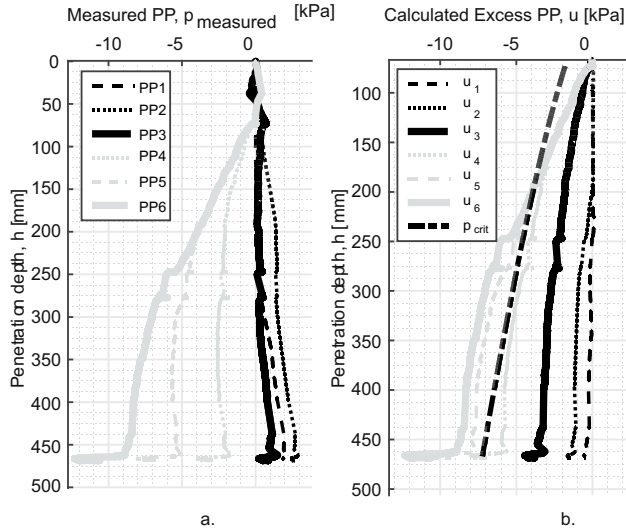 Measured PP, p measured [kPa]
-10 -5 0
Penetration depth, h [mm]
0
50
100
150
200
250
300
350
400
450
500
PP1
PP2
PP3
PP4
PP5
PP6
a.
Calculated Excess PP, u [kPa]
-10 -5 0
Penetration depth, h [mm]
100
150
200
250
300
350
400
450
500
u 1
u 2
u 3
u 4
u 5
u 6
p crit
b.